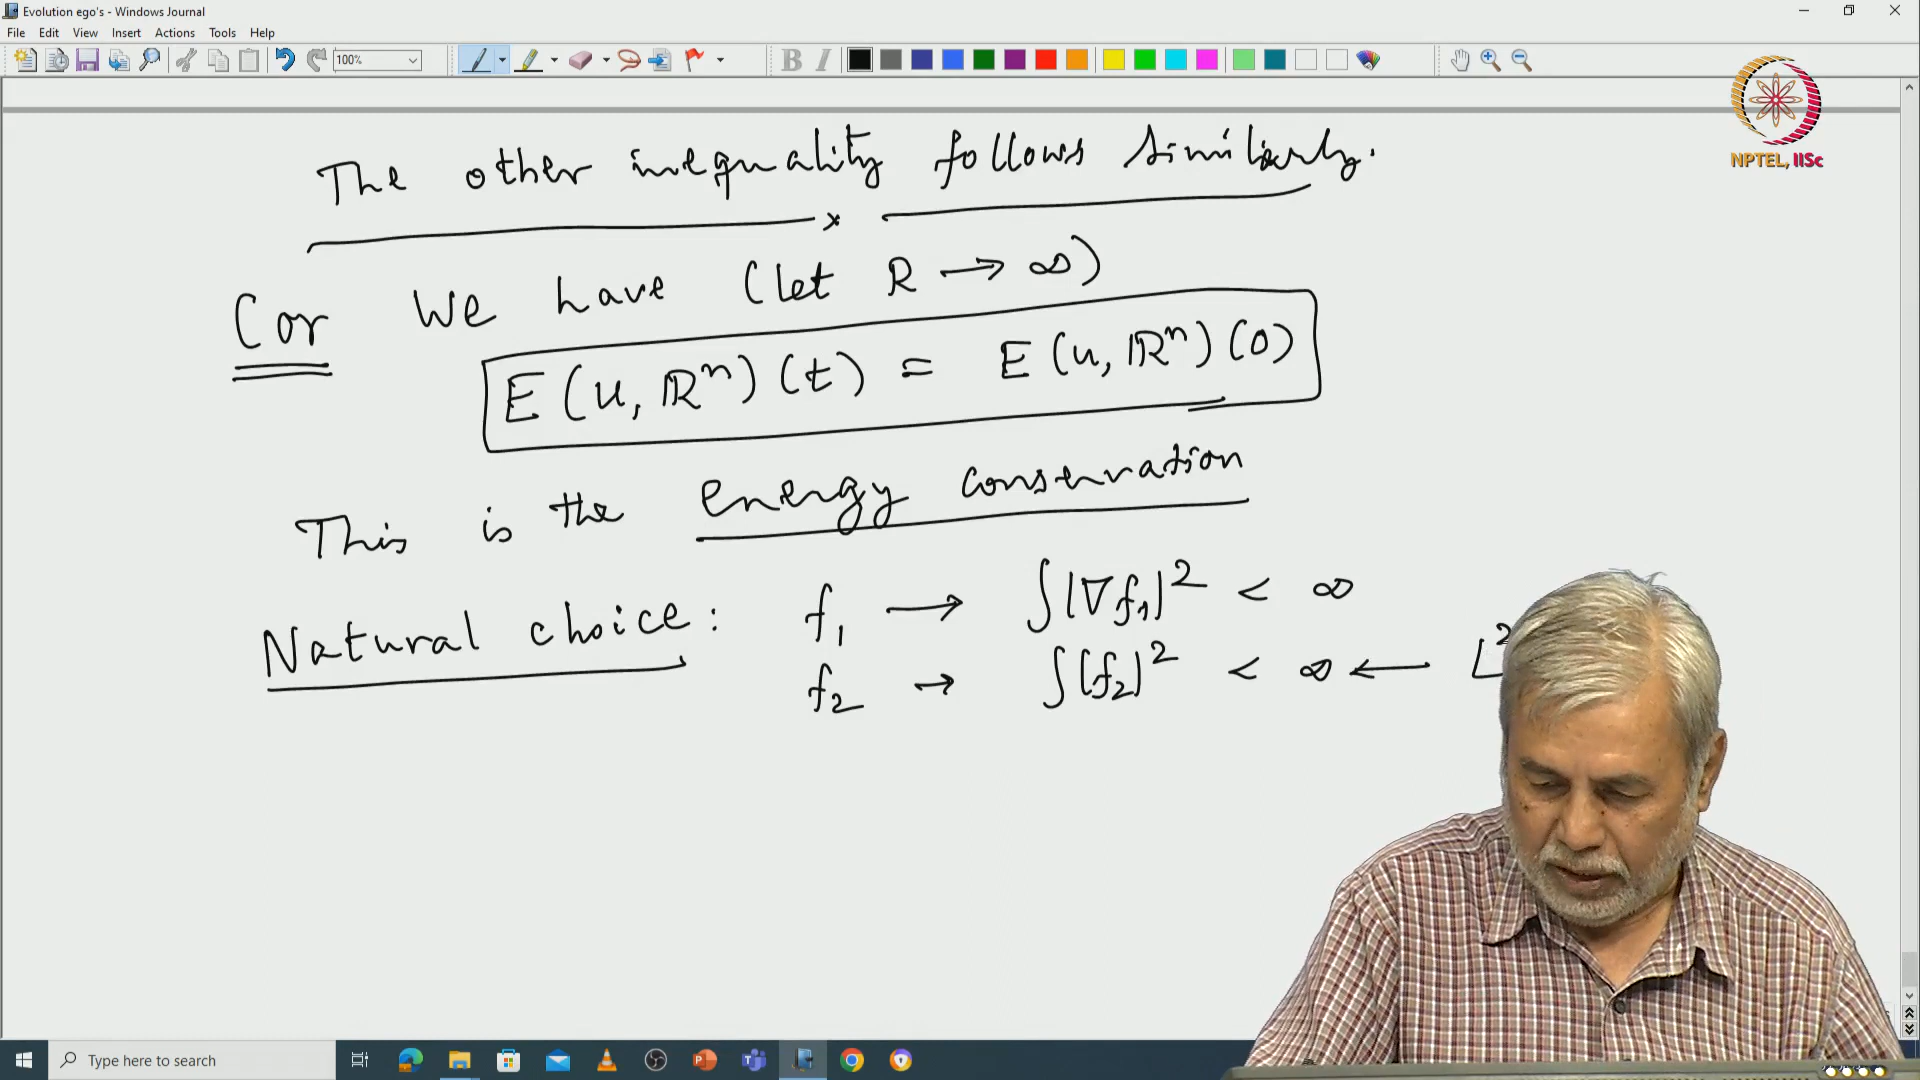 Evolution ego's - Windows Journal
File Edit View Insert Actions Tools Help
100%
B I
NPTEL, IISc
The other inequality follows similarly.
Cor We have (let R → ∞)
E(u, ℝⁿ)(t) = E(u, ℝⁿ)(0)
This is the energy conservation
Natural choice: f₁ → ∫|∇f₁|² < ∞
f₂ → ∫|f₂|² < ∞ ← L²
Type here to search